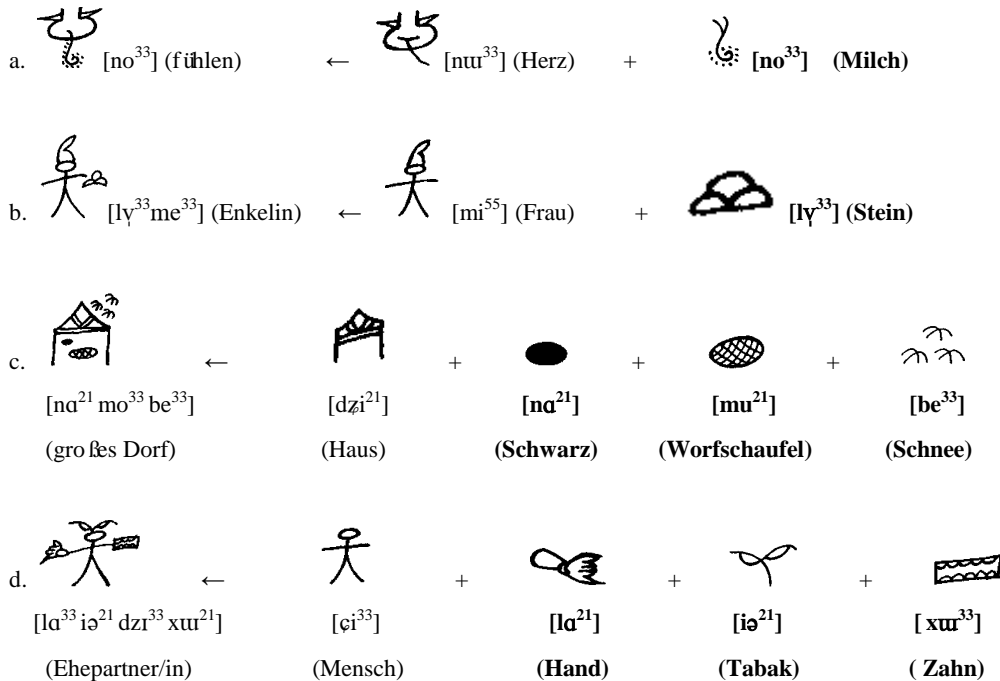 a. [no³³] (fühlen) ← [nɯ³³] (Herz) + [no³³] (Milch)
b. [lɣ̩³³me³³] (Enkelin) ← [mi⁵⁵] (Frau) + [lɣ̩³³] (Stein)
c. ← + + +
[nɑ²¹ mo³³ be³³] [dʑi²¹] [nɑ²¹] [mu²¹] [be³³]
(großes Dorf) (Haus) (Schwarz) (Worfschaufel) (Schnee)
d. ← + + +
[lɑ³³ iə²¹ dzɪ³³ xɯ²¹] [ɕi³³] [lɑ²¹] [iə²¹] [xɯ³³]
(Ehepartner/in) (Mensch) (Hand) (Tabak) (Zahn)